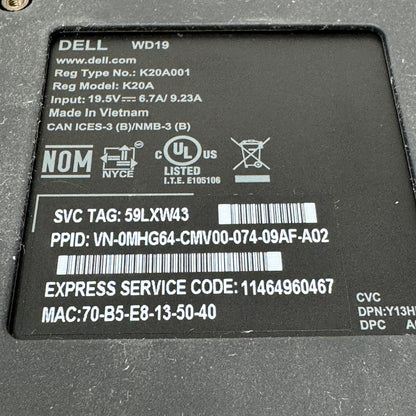 DELL WD19
www.dell.com
Reg Type No.: K20A001
Reg Model: K20A
Input: 19.5V⎓ 6.7A/ 9.23A
Made in Vietnam
CAN ICES-3 (B)/NMB-3 (B)
NOM
NYCE
C UL US
LISTED
I.T.E. E105106
SVC TAG: 59LXW43
PPID: VN-0MHG64-CMV00-074-09AF-A02
EXPRESS SERVICE CODE: 11464960467
MAC:70-B5-E8-13-50-40
CVC
DPC